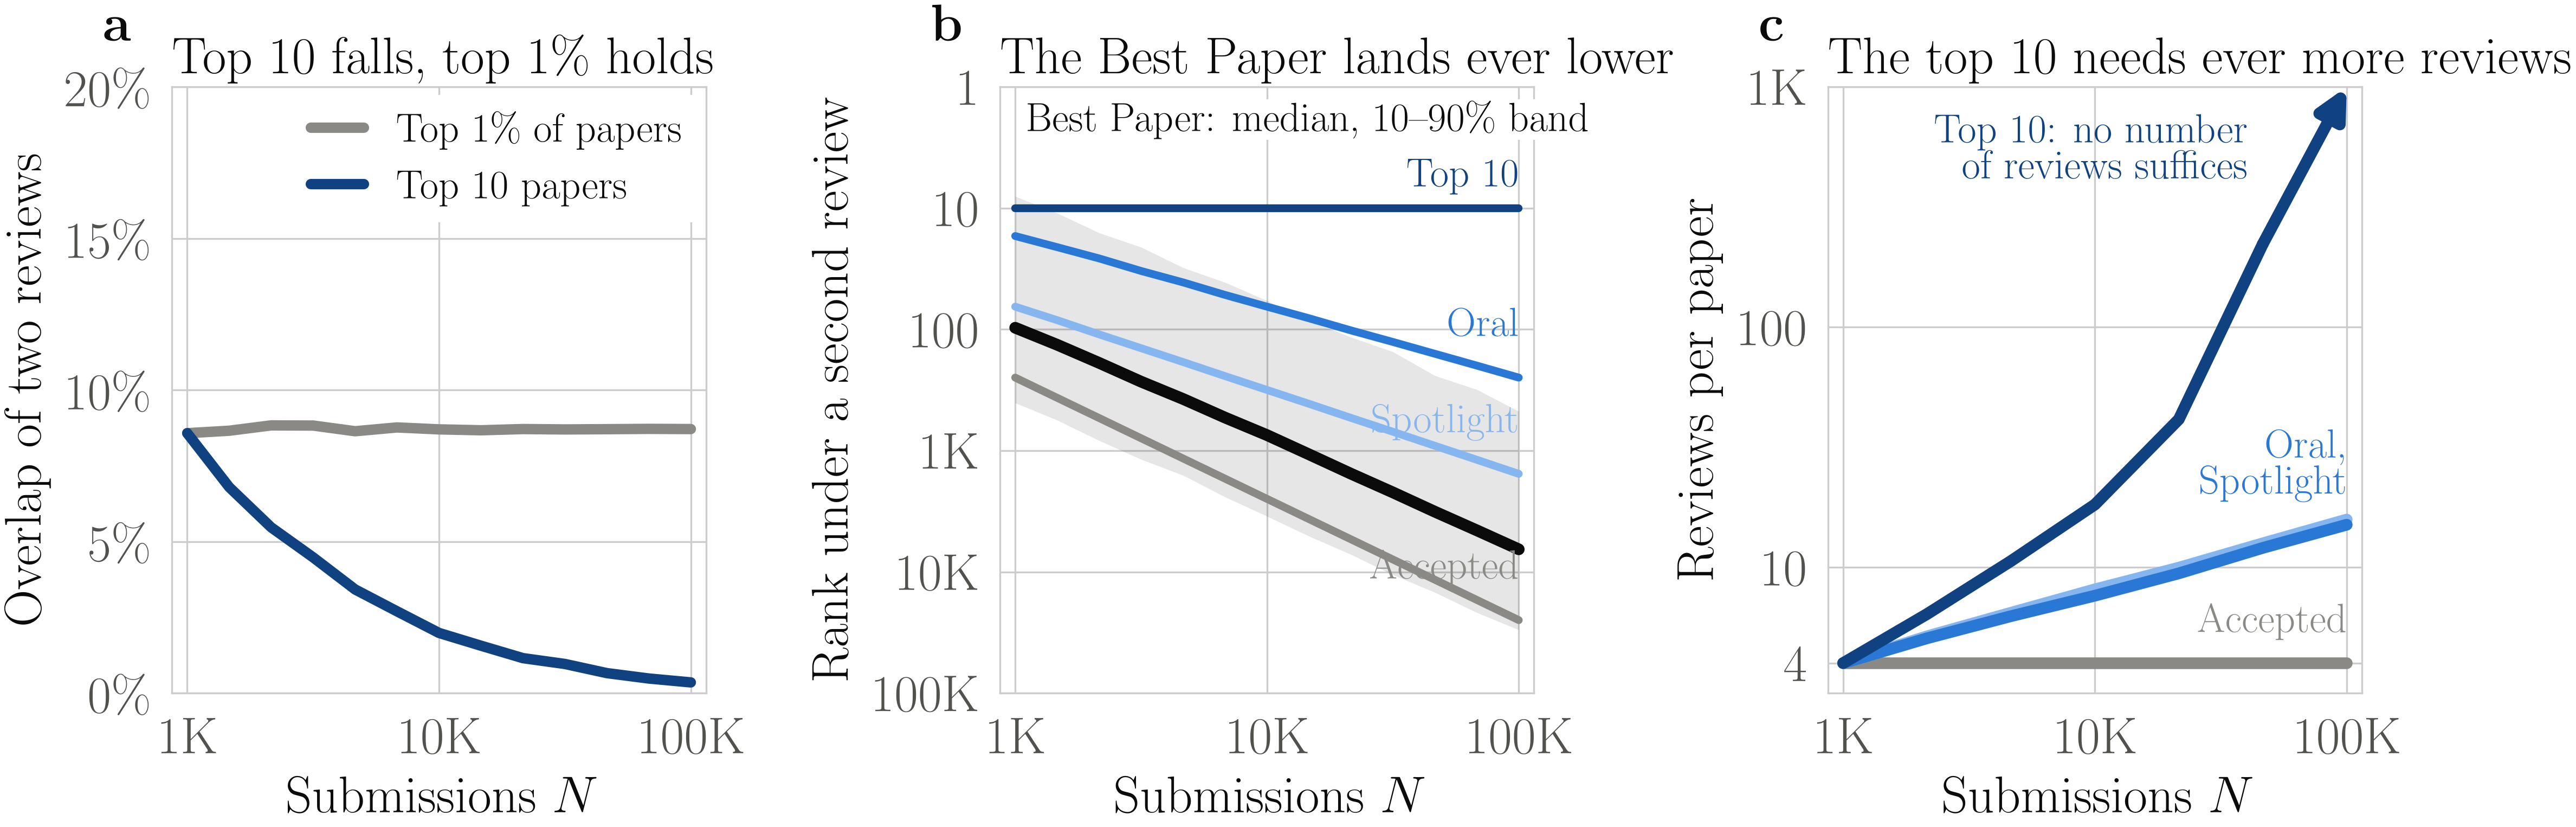 a
Top 10 falls, top 1% holds
20%
15%
10%
5%
0%
Overlap of two reviews
Top 1% of papers
Top 10 papers
1K
10K
100K
Submissions N
b
The Best Paper lands ever lower
1
10
100
1K
10K
100K
Rank under a second review
Best Paper: median, 10–90% band
Top 10
Oral
Spotlight
Accepted
1K
10K
100K
Submissions N
c
The top 10 needs ever more reviews
1K
100
10
4
Reviews per paper
Top 10: no number
of reviews suffices
Oral,
Spotlight
Accepted
1K
10K
100K
Submissions N